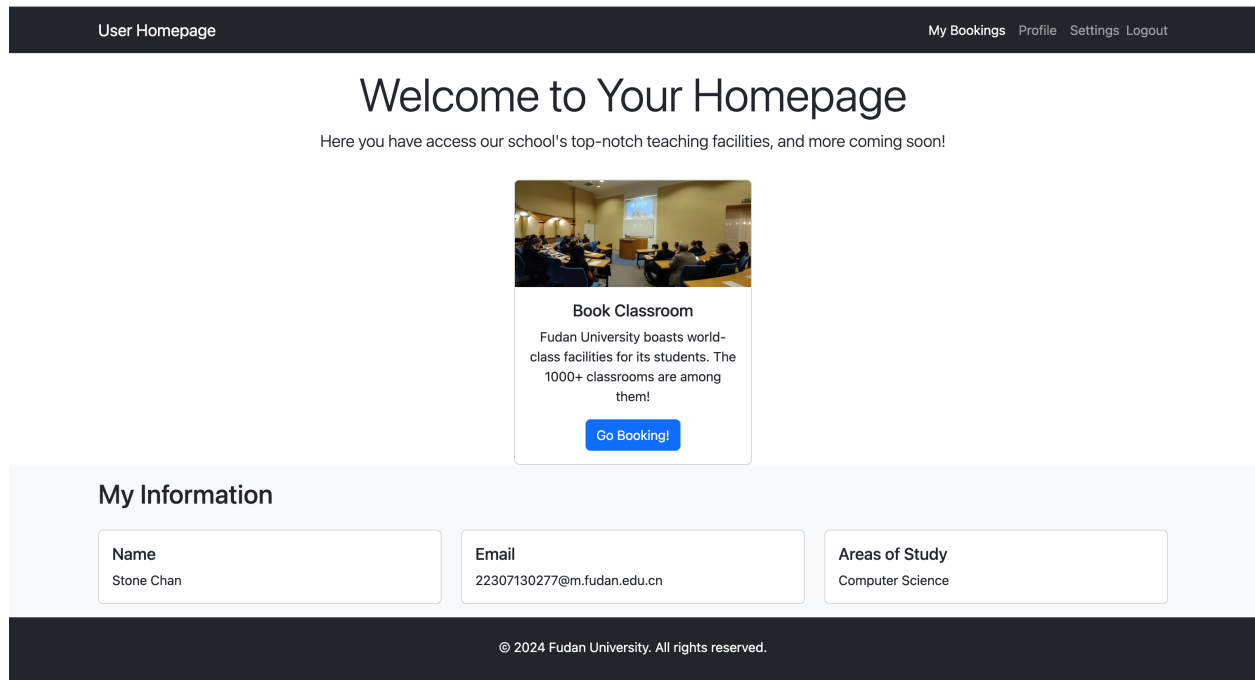 User Homepage
My Bookings Profile Settings Logout
Welcome to Your Homepage
Here you have access our school's top-notch teaching facilities, and more coming soon!
Book Classroom
Fudan University boasts world-
class facilities for its students. The
1000+ classrooms are among
them!
Go Booking!
My Information
Name
Stone Chan
Email
22307130277@m.fudan.edu.cn
Areas of Study
Computer Science
© 2024 Fudan University. All rights reserved.